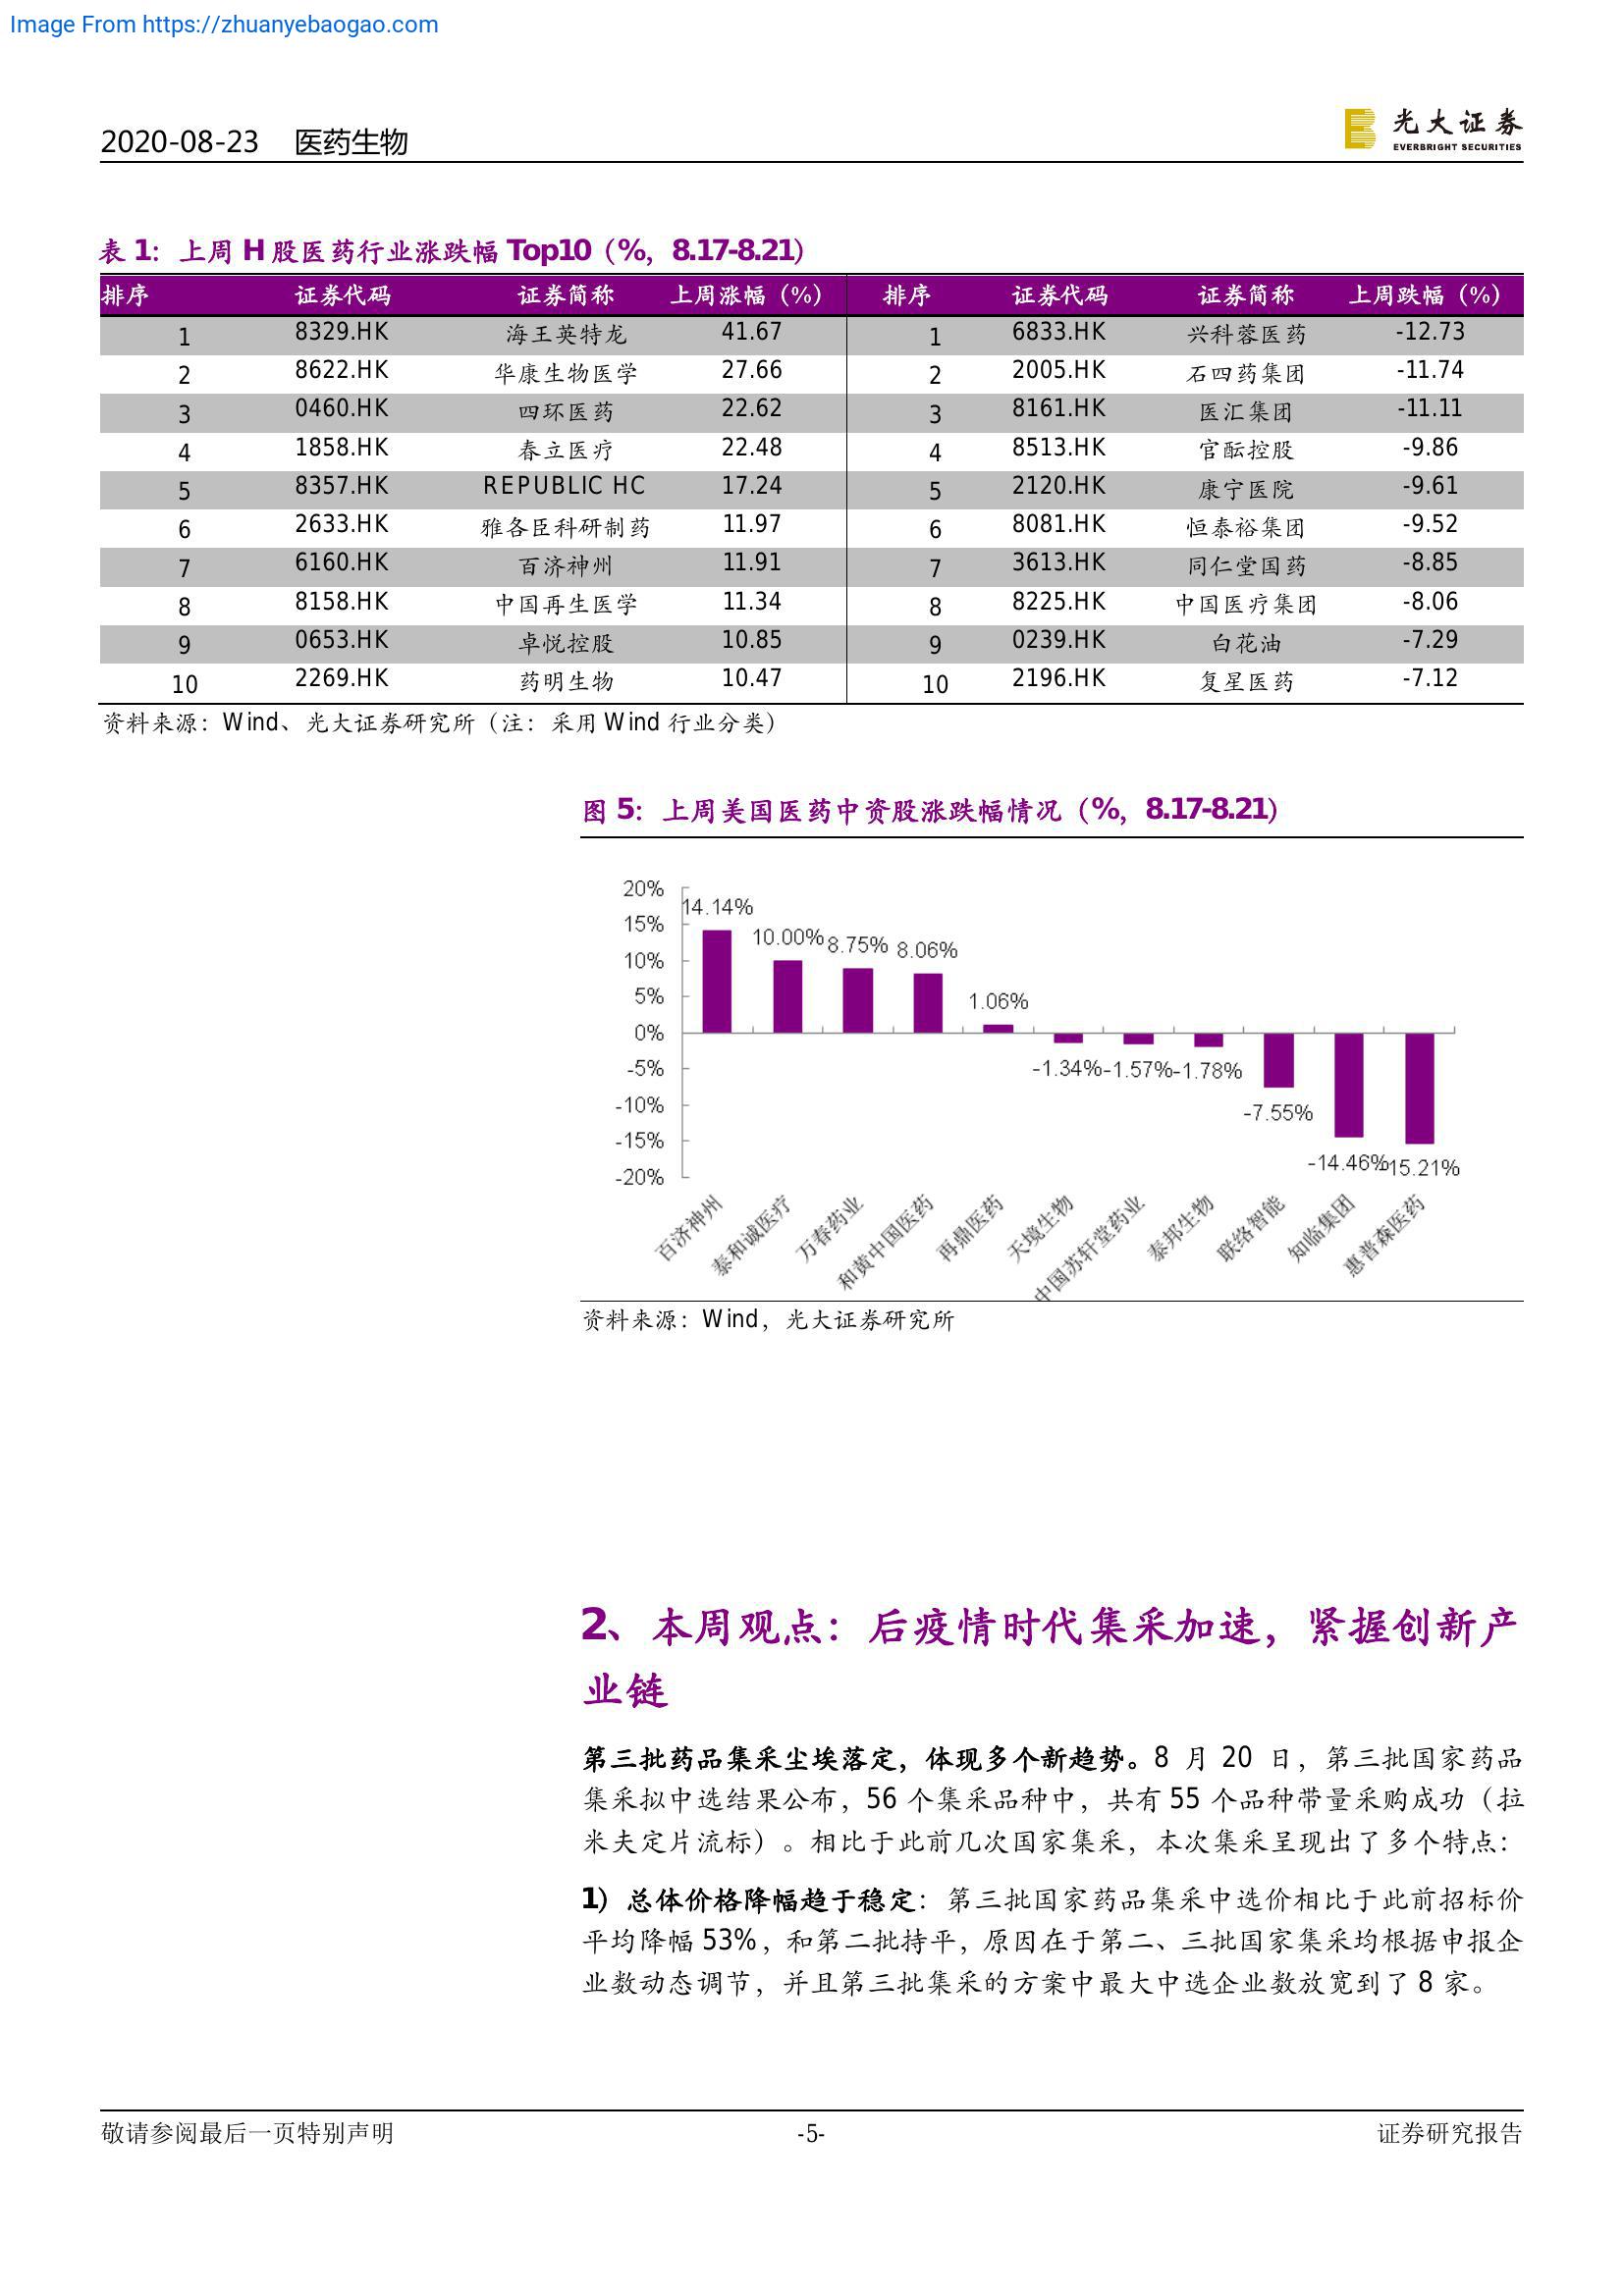 Image From https://zhuanyebaogao.com
2020-08-23 医药生物
光大证券
EVERBRIGHT SECURITIES
表 1：上周 H 股医药行业涨跌幅 Top10（%，8.17-8.21）
排序 证券代码 证券简称 上周涨幅（%） 排序 证券代码 证券简称 上周跌幅（%）
1 8329.HK 海王英特龙 41.67 1 6833.HK 兴科蓉医药 -12.73
2 8622.HK 华康生物医学 27.66 2 2005.HK 石四药集团 -11.74
3 0460.HK 四环医药 22.62 3 8161.HK 医汇集团 -11.11
4 1858.HK 春立医疗 22.48 4 8513.HK 官酝控股 -9.86
5 8357.HK REPUBLIC HC 17.24 5 2120.HK 康宁医院 -9.61
6 2633.HK 雅各臣科研制药 11.97 6 8081.HK 恒泰裕集团 -9.52
7 6160.HK 百济神州 11.91 7 3613.HK 同仁堂国药 -8.85
8 8158.HK 中国再生医学 11.34 8 8225.HK 中国医疗集团 -8.06
9 0653.HK 卓悦控股 10.85 9 0239.HK 白花油 -7.29
10 2269.HK 药明生物 10.47 10 2196.HK 复星医药 -7.12
资料来源：Wind、光大证券研究所（注：采用 Wind 行业分类）
图 5：上周美国医药中资股涨跌幅情况（%，8.17-8.21）
20%
15%
10%
5%
0%
-5%
-10%
-15%
-20%
14.14% 10.00% 8.75% 8.06% 1.06% -1.34% -1.57% -1.78% -7.55% -14.46% -15.21%
百济神州 泰和诚医疗 万春药业 和黄中国医药 再鼎医药 天境生物 中国苏轩堂药业 泰邦生物 联络智能 知临集团 惠普森医药
资料来源：Wind，光大证券研究所
2、本周观点：后疫情时代集采加速，紧握创新产
业链
第三批药品集采尘埃落定，体现多个新趋势。8 月 20 日，第三批国家药品
集采拟中选结果公布，56 个集采品种中，共有 55 个品种带量采购成功（拉
米夫定片流标）。相比于此前几次国家集采，本次集采呈现出了多个特点：
1）总体价格降幅趋于稳定：第三批国家药品集采中选价相比于此前招标价
平均降幅 53%，和第二批持平，原因在于第二、三批国家集采均根据申报企
业数动态调节，并且第三批集采的方案中最大中选企业数放宽到了 8 家。
敬请参阅最后一页特别声明 -5- 证券研究报告